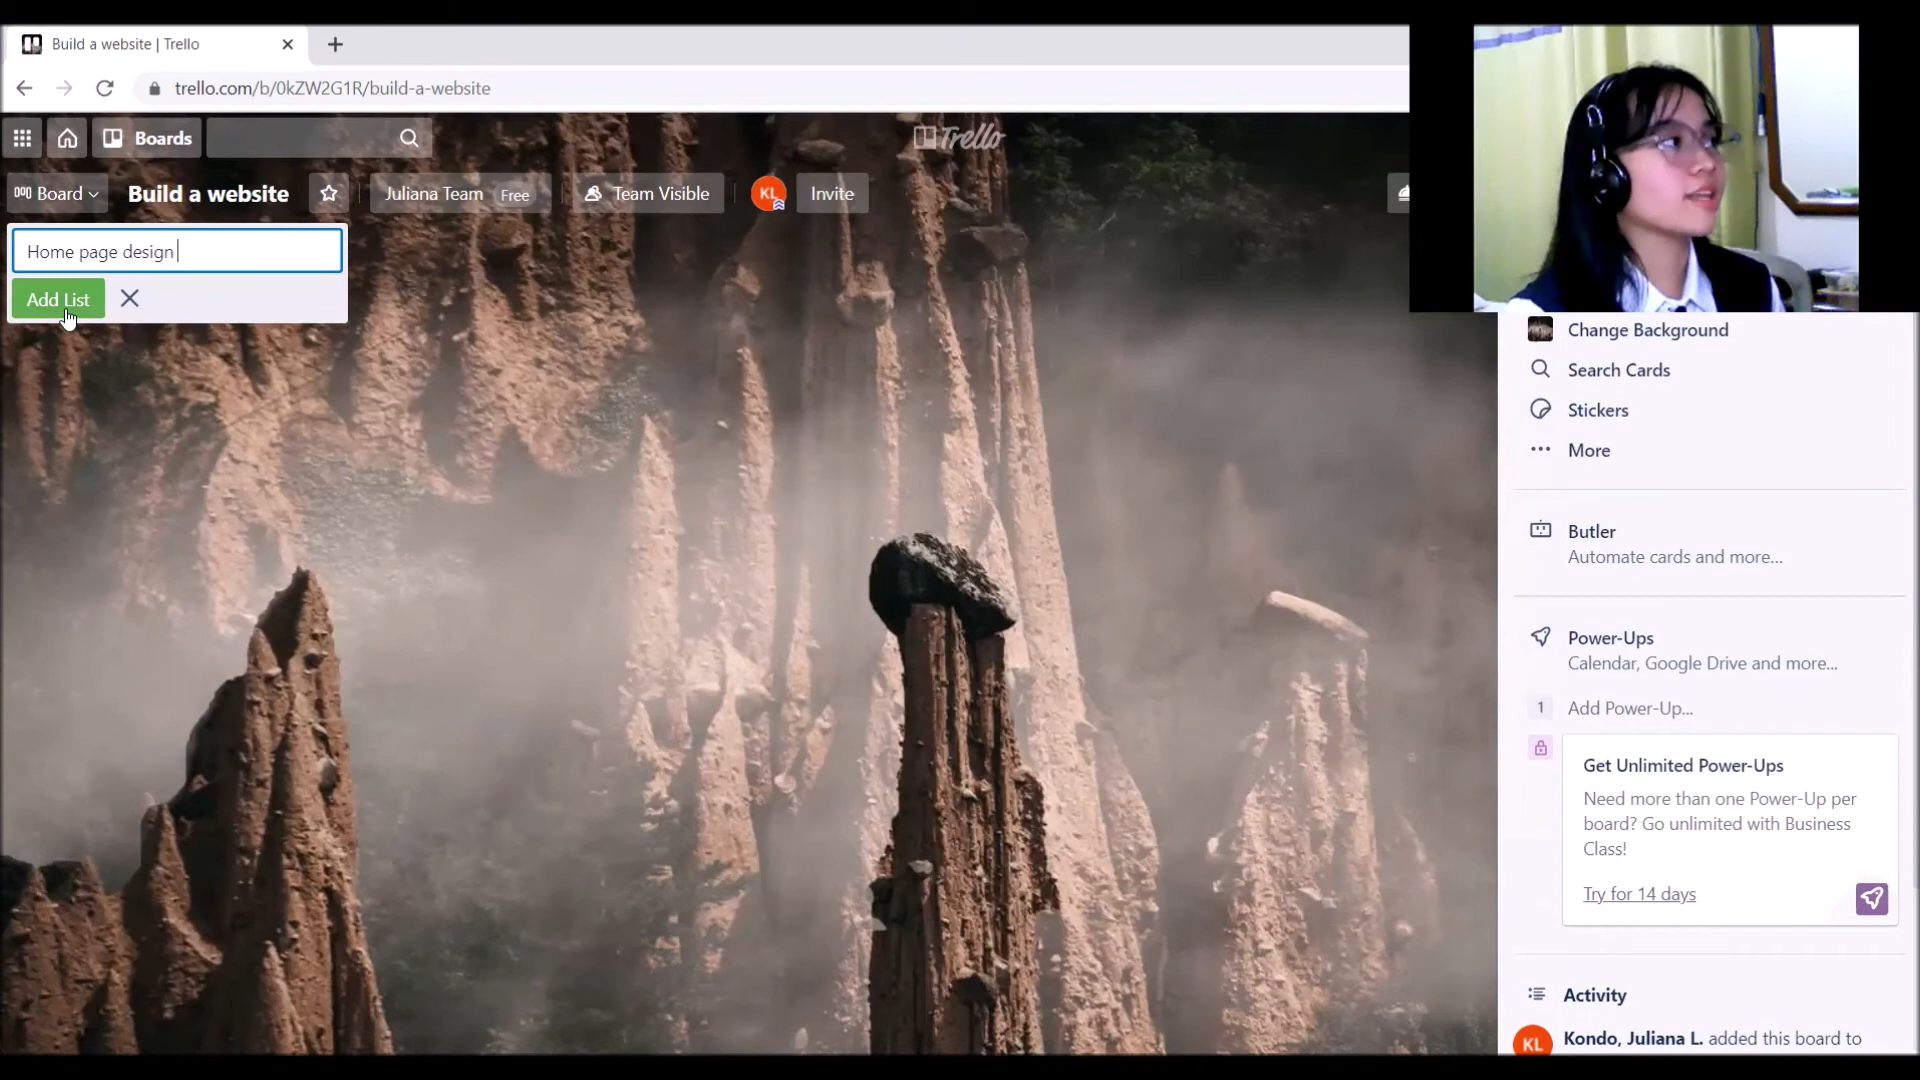 Build a website | Trello
trello.com/b/0kZW2G1R/build-a-website
Boards
Trello
Board
Build a website
Juliana Team Free
Team Visible
KL
Invite
Home page design
Add List
Change Background
Search Cards
Stickers
More
Butler
Automate cards and more...
Power-Ups
Calendar, Google Drive and more...
1 Add Power-Up...
Get Unlimited Power-Ups
Need more than one Power-Up per
board? Go unlimited with Business
Class!
Try for 14 days
Activity
KL Kondo, Juliana L. added this board to